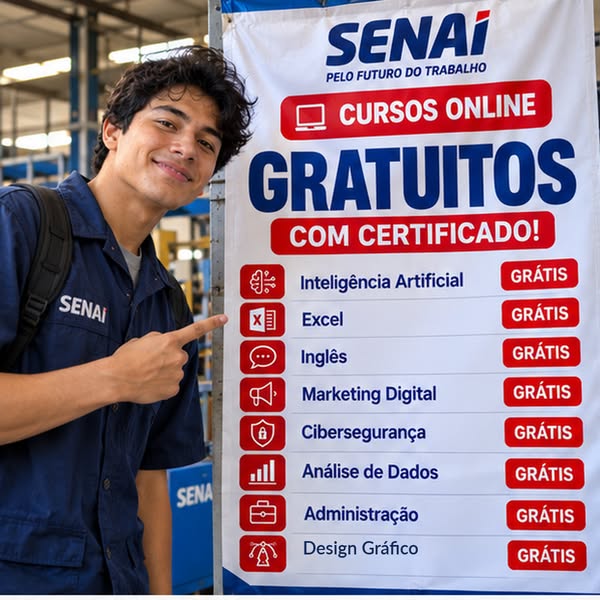 SENAI
PELO FUTURO DO TRABALHO
CURSOS ONLINE
GRATUITOS
COM CERTIFICADO!
Inteligência Artificial GRÁTIS
Excel GRÁTIS
Inglês GRÁTIS
Marketing Digital GRÁTIS
Cibersegurança GRÁTIS
Análise de Dados GRÁTIS
Administração GRÁTIS
Design Gráfico GRÁTIS
SENAI
SENA
X